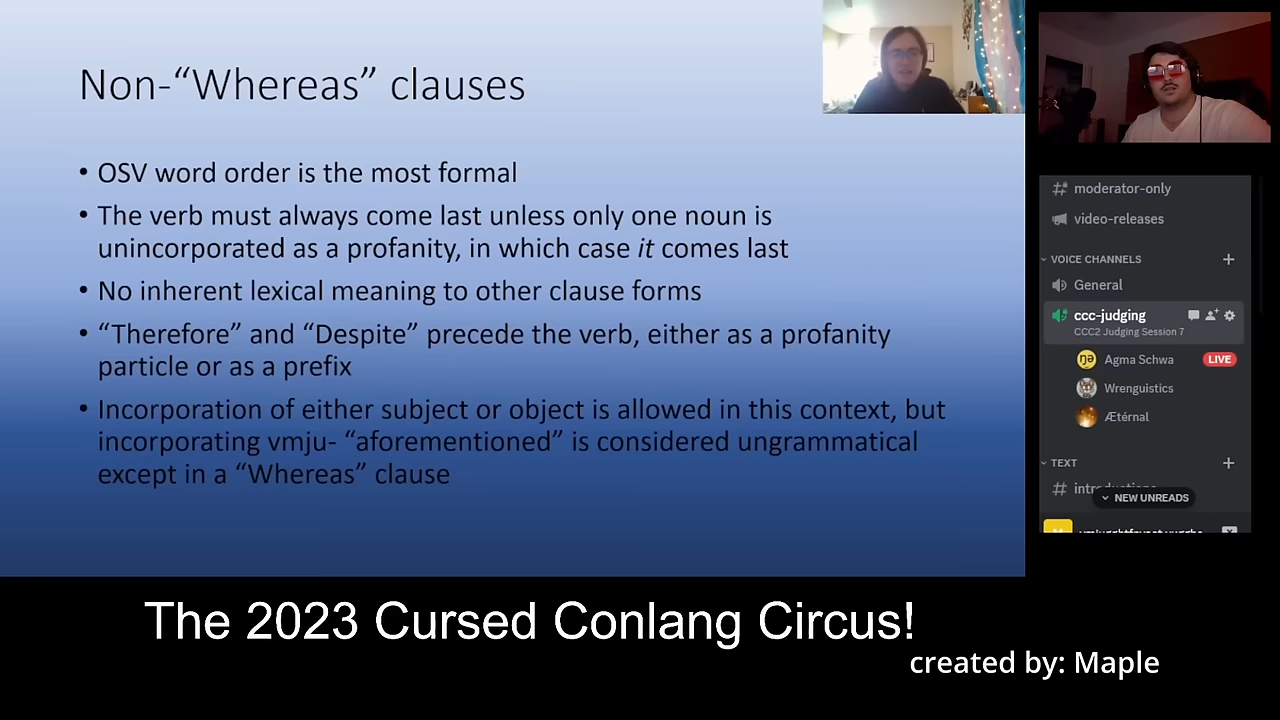 Non-“Whereas” clauses
• OSV word order is the most formal
• The verb must always come last unless only one noun is
unincorporated as a profanity, in which case it comes last
• No inherent lexical meaning to other clause forms
• “Therefore” and “Despite” precede the verb, either as a profanity
particle or as a prefix
• Incorporation of either subject or object is allowed in this context, but
incorporating vmju- “aforementioned” is considered ungrammatical
except in a “Whereas” clause
moderator-only
video-releases
VOICE CHANNELS
General
ccc-judging
CCC2 Judging Session 7
ŋə
Agma Schwa
LIVE
Wrenguistics
Ætérnal
TEXT
NEW UNREADS
The 2023 Cursed Conlang Circus!
created by: Maple